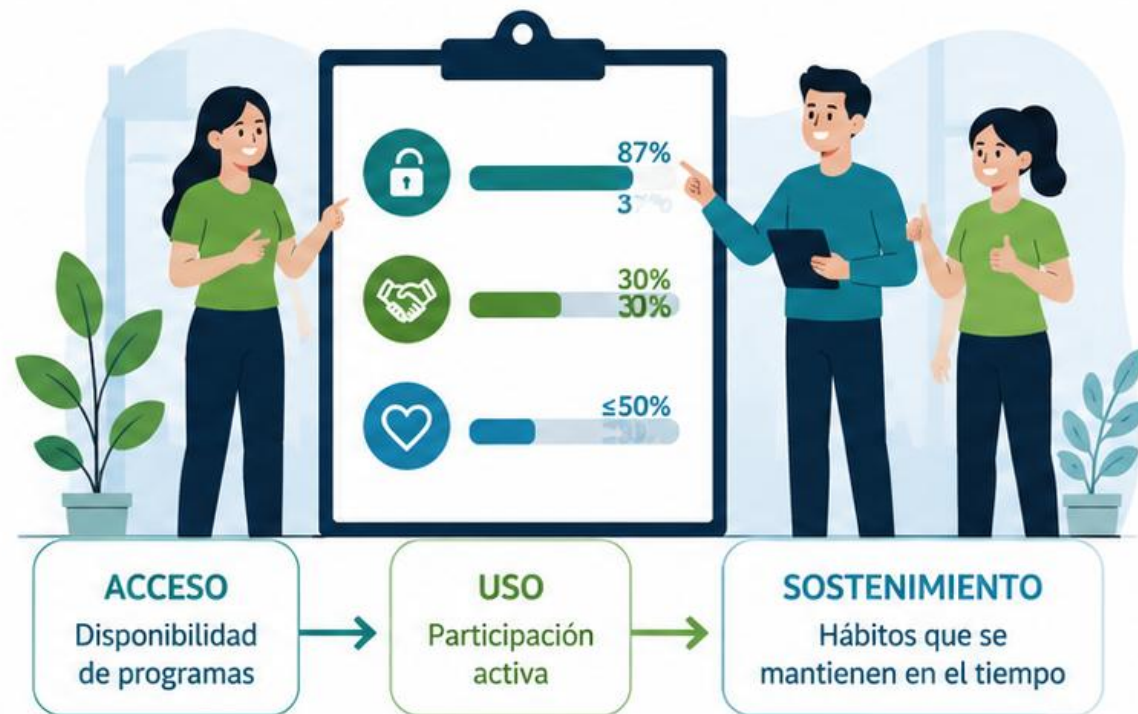 87%
30%
30%
≤50%
ACCESO
Disponibilidad
de programas
USO
Participación
activa
SOSTENIMIENTO
Hábitos que se
mantienen en el tiempo